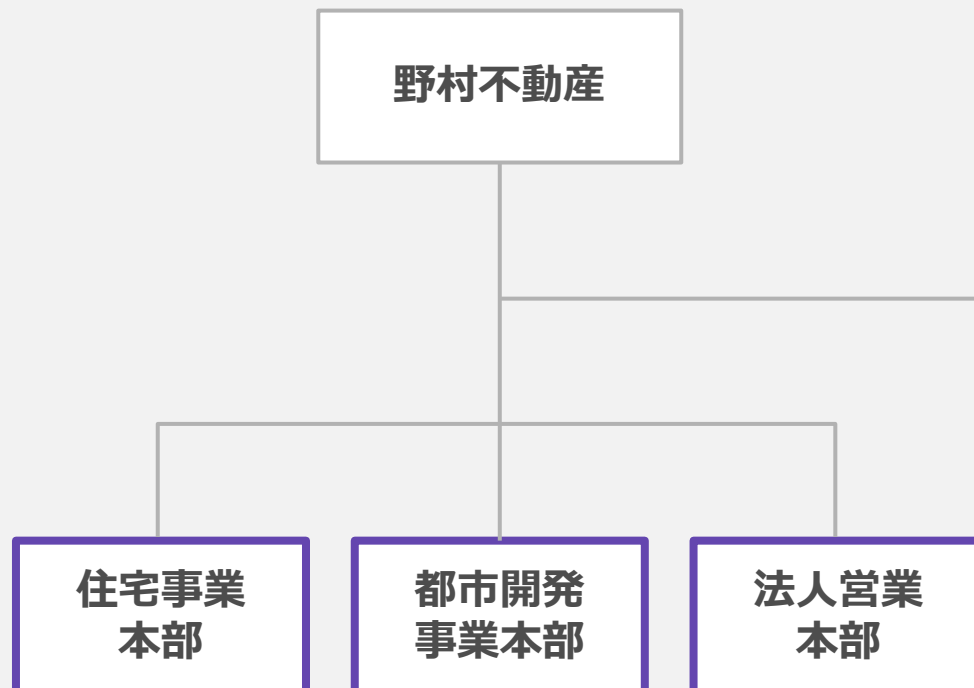 野村不動産
住宅事業
本部
都市開発
事業本部
法人営業
本部